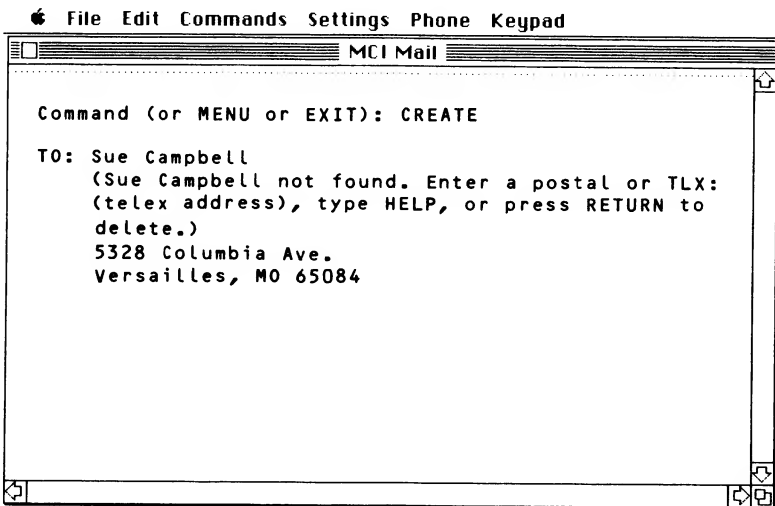 File Edit Commands Settings Phone Keypad
MCI Mail
Command (or MENU or EXIT): CREATE
TO: Sue Campbell
(Sue Campbell not found. Enter a postal or TLX:
(telex address), type HELP, or press RETURN to
delete.)
5328 Columbia Ave.
Versailles, MO 65084